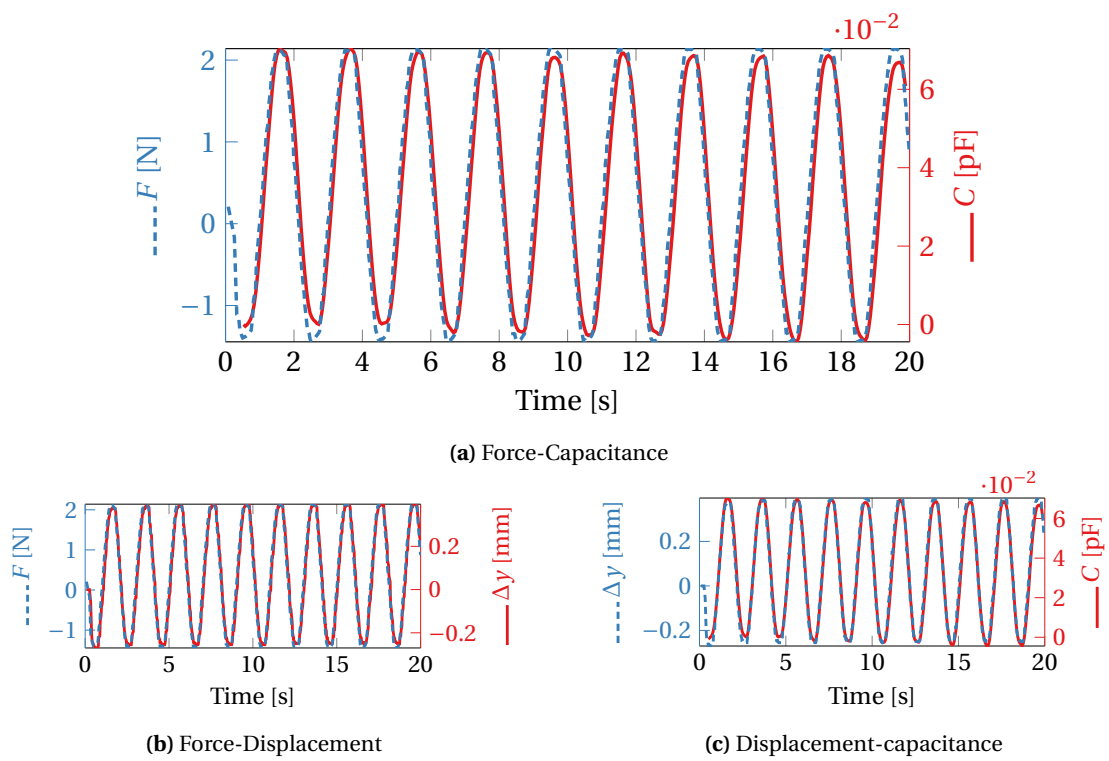 ·10⁻²
2
1
0
−1
F [N]
6
4
2
0
C [pF]
0 2 4 6 8 10 12 14 16 18 20
Time [s]
(a) Force-Capacitance
2
1
0
−1
F [N]
0.2
0
−0.2
Δy [mm]
0 5 10 15 20
Time [s]
(b) Force-Displacement
·10⁻²
0.2
0
−0.2
Δy [mm]
6
4
2
0
C [pF]
0 5 10 15 20
Time [s]
(c) Displacement-capacitance